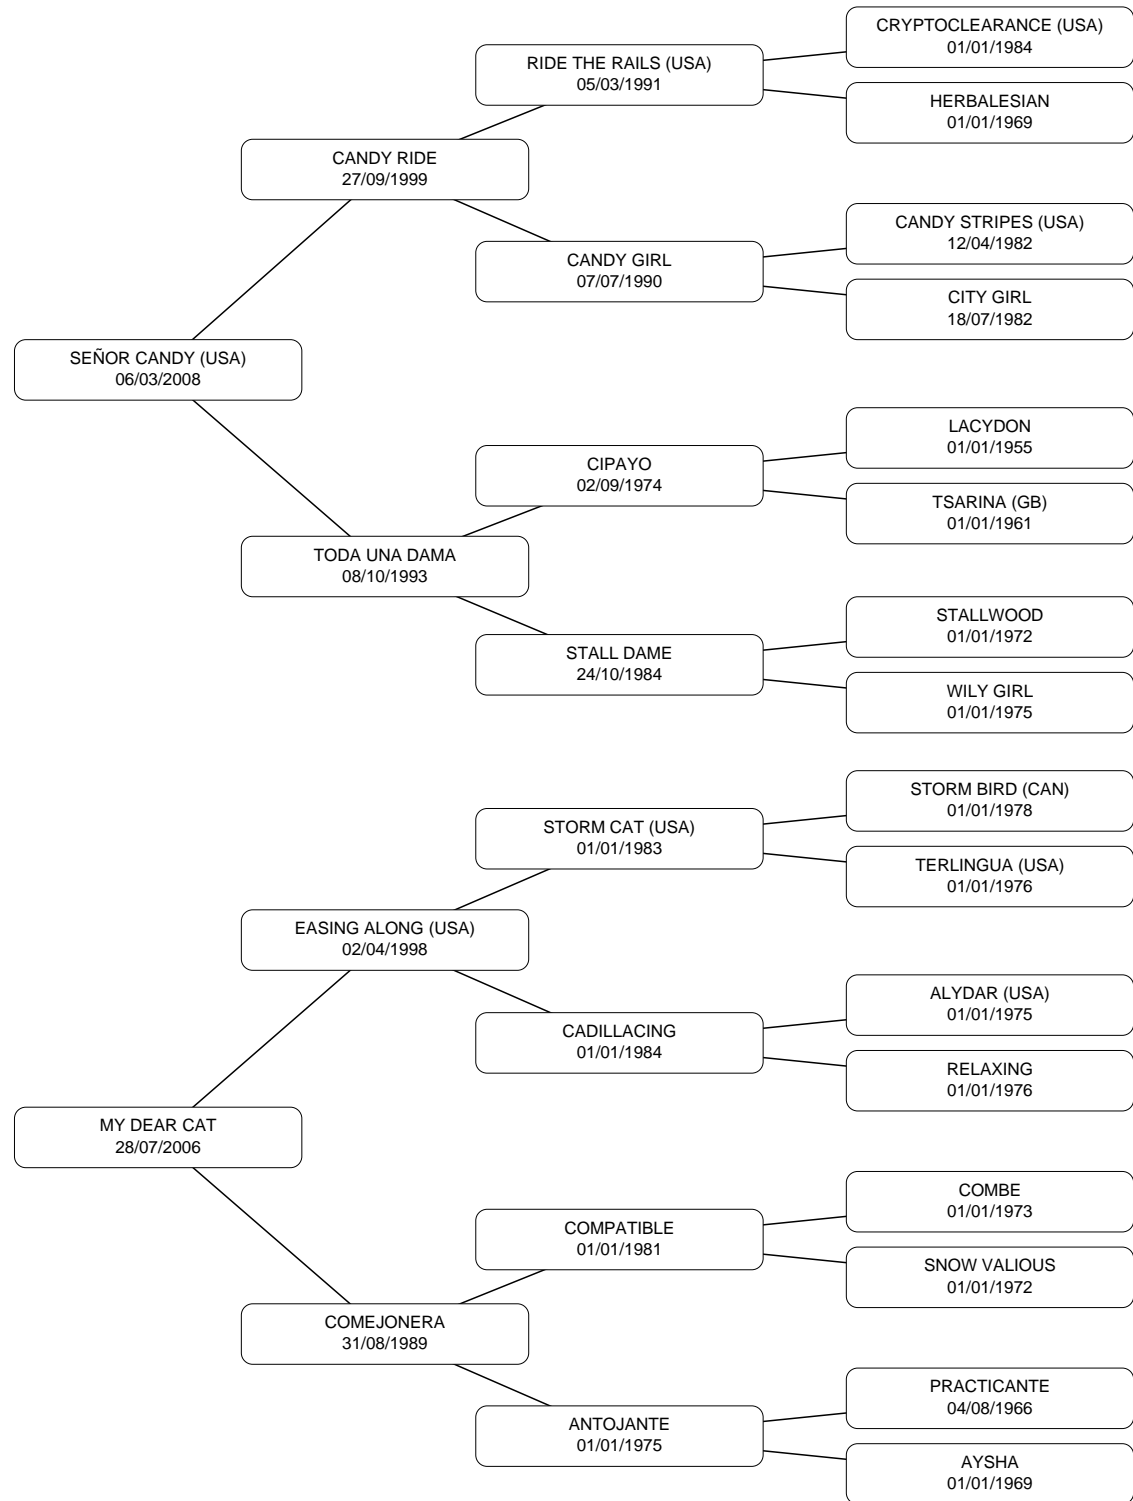 CRYPTOCLEARANCE (USA)
01/01/1984
RIDE THE RAILS (USA)
05/03/1991
HERBALESIAN
01/01/1969
CANDY RIDE
27/09/1999
CANDY STRIPES (USA)
12/04/1982
CANDY GIRL
07/07/1990
CITY GIRL
18/07/1982
SEÑOR CANDY (USA)
06/03/2008
LACYDON
01/01/1955
CIPAYO
02/09/1974
TSARINA (GB)
01/01/1961
TODA UNA DAMA
08/10/1993
STALLWOOD
01/01/1972
STALL DAME
24/10/1984
WILY GIRL
01/01/1975
STORM BIRD (CAN)
01/01/1978
STORM CAT (USA)
01/01/1983
TERLINGUA (USA)
01/01/1976
EASING ALONG (USA)
02/04/1998
ALYDAR (USA)
01/01/1975
CADILLACING
01/01/1984
RELAXING
01/01/1976
MY DEAR CAT
28/07/2006
COMBE
01/01/1973
COMPATIBLE
01/01/1981
SNOW VALIOUS
01/01/1972
COMEJONERA
31/08/1989
PRACTICANTE
04/08/1966
ANTOJANTE
01/01/1975
AYSHA
01/01/1969